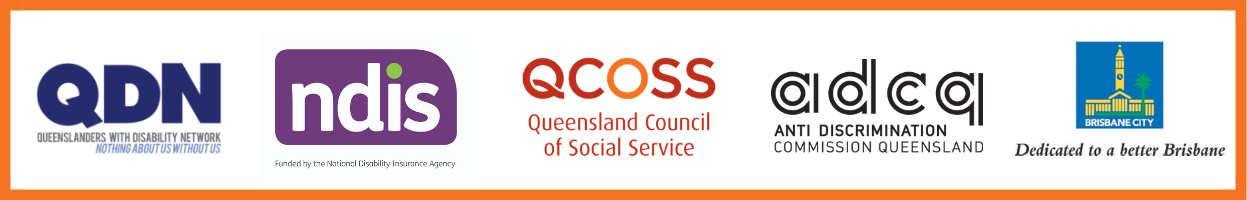 QDN
QUEENSLANDERS WITH DISABILITY NETWORK
NOTHING ABOUT US WITHOUT US
ndis
Funded by the National Disability Insurance Agency
QCOSS
Queensland Council
of Social Service
adcq
ANTI DISCRIMINATION
COMMISSION QUEENSLAND
BRISBANE CITY
Dedicated to a better Brisbane